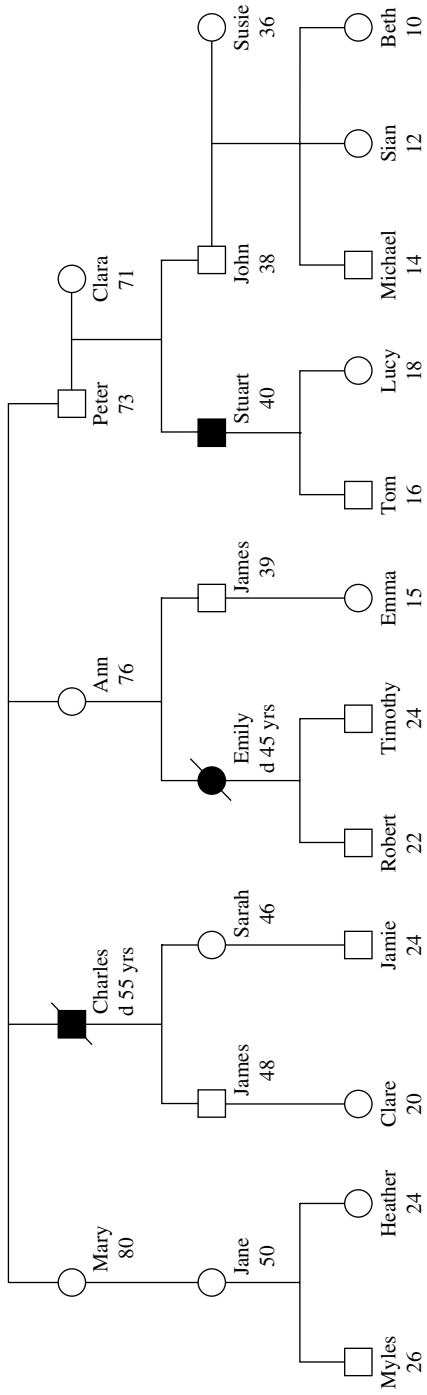 Mary
80
Charles
d 55 yrs
Ann
76
Peter
73
Clara
71
Jane
50
James
48
Sarah
46
Emily
d 45 yrs
James
39
Stuart
40
John
38
Susie
36
Myles
26
Heather
24
Clare
20
Jamie
24
Robert
22
Timothy
24
Emma
15
Tom
16
Lucy
18
Michael
14
Sian
12
Beth
10